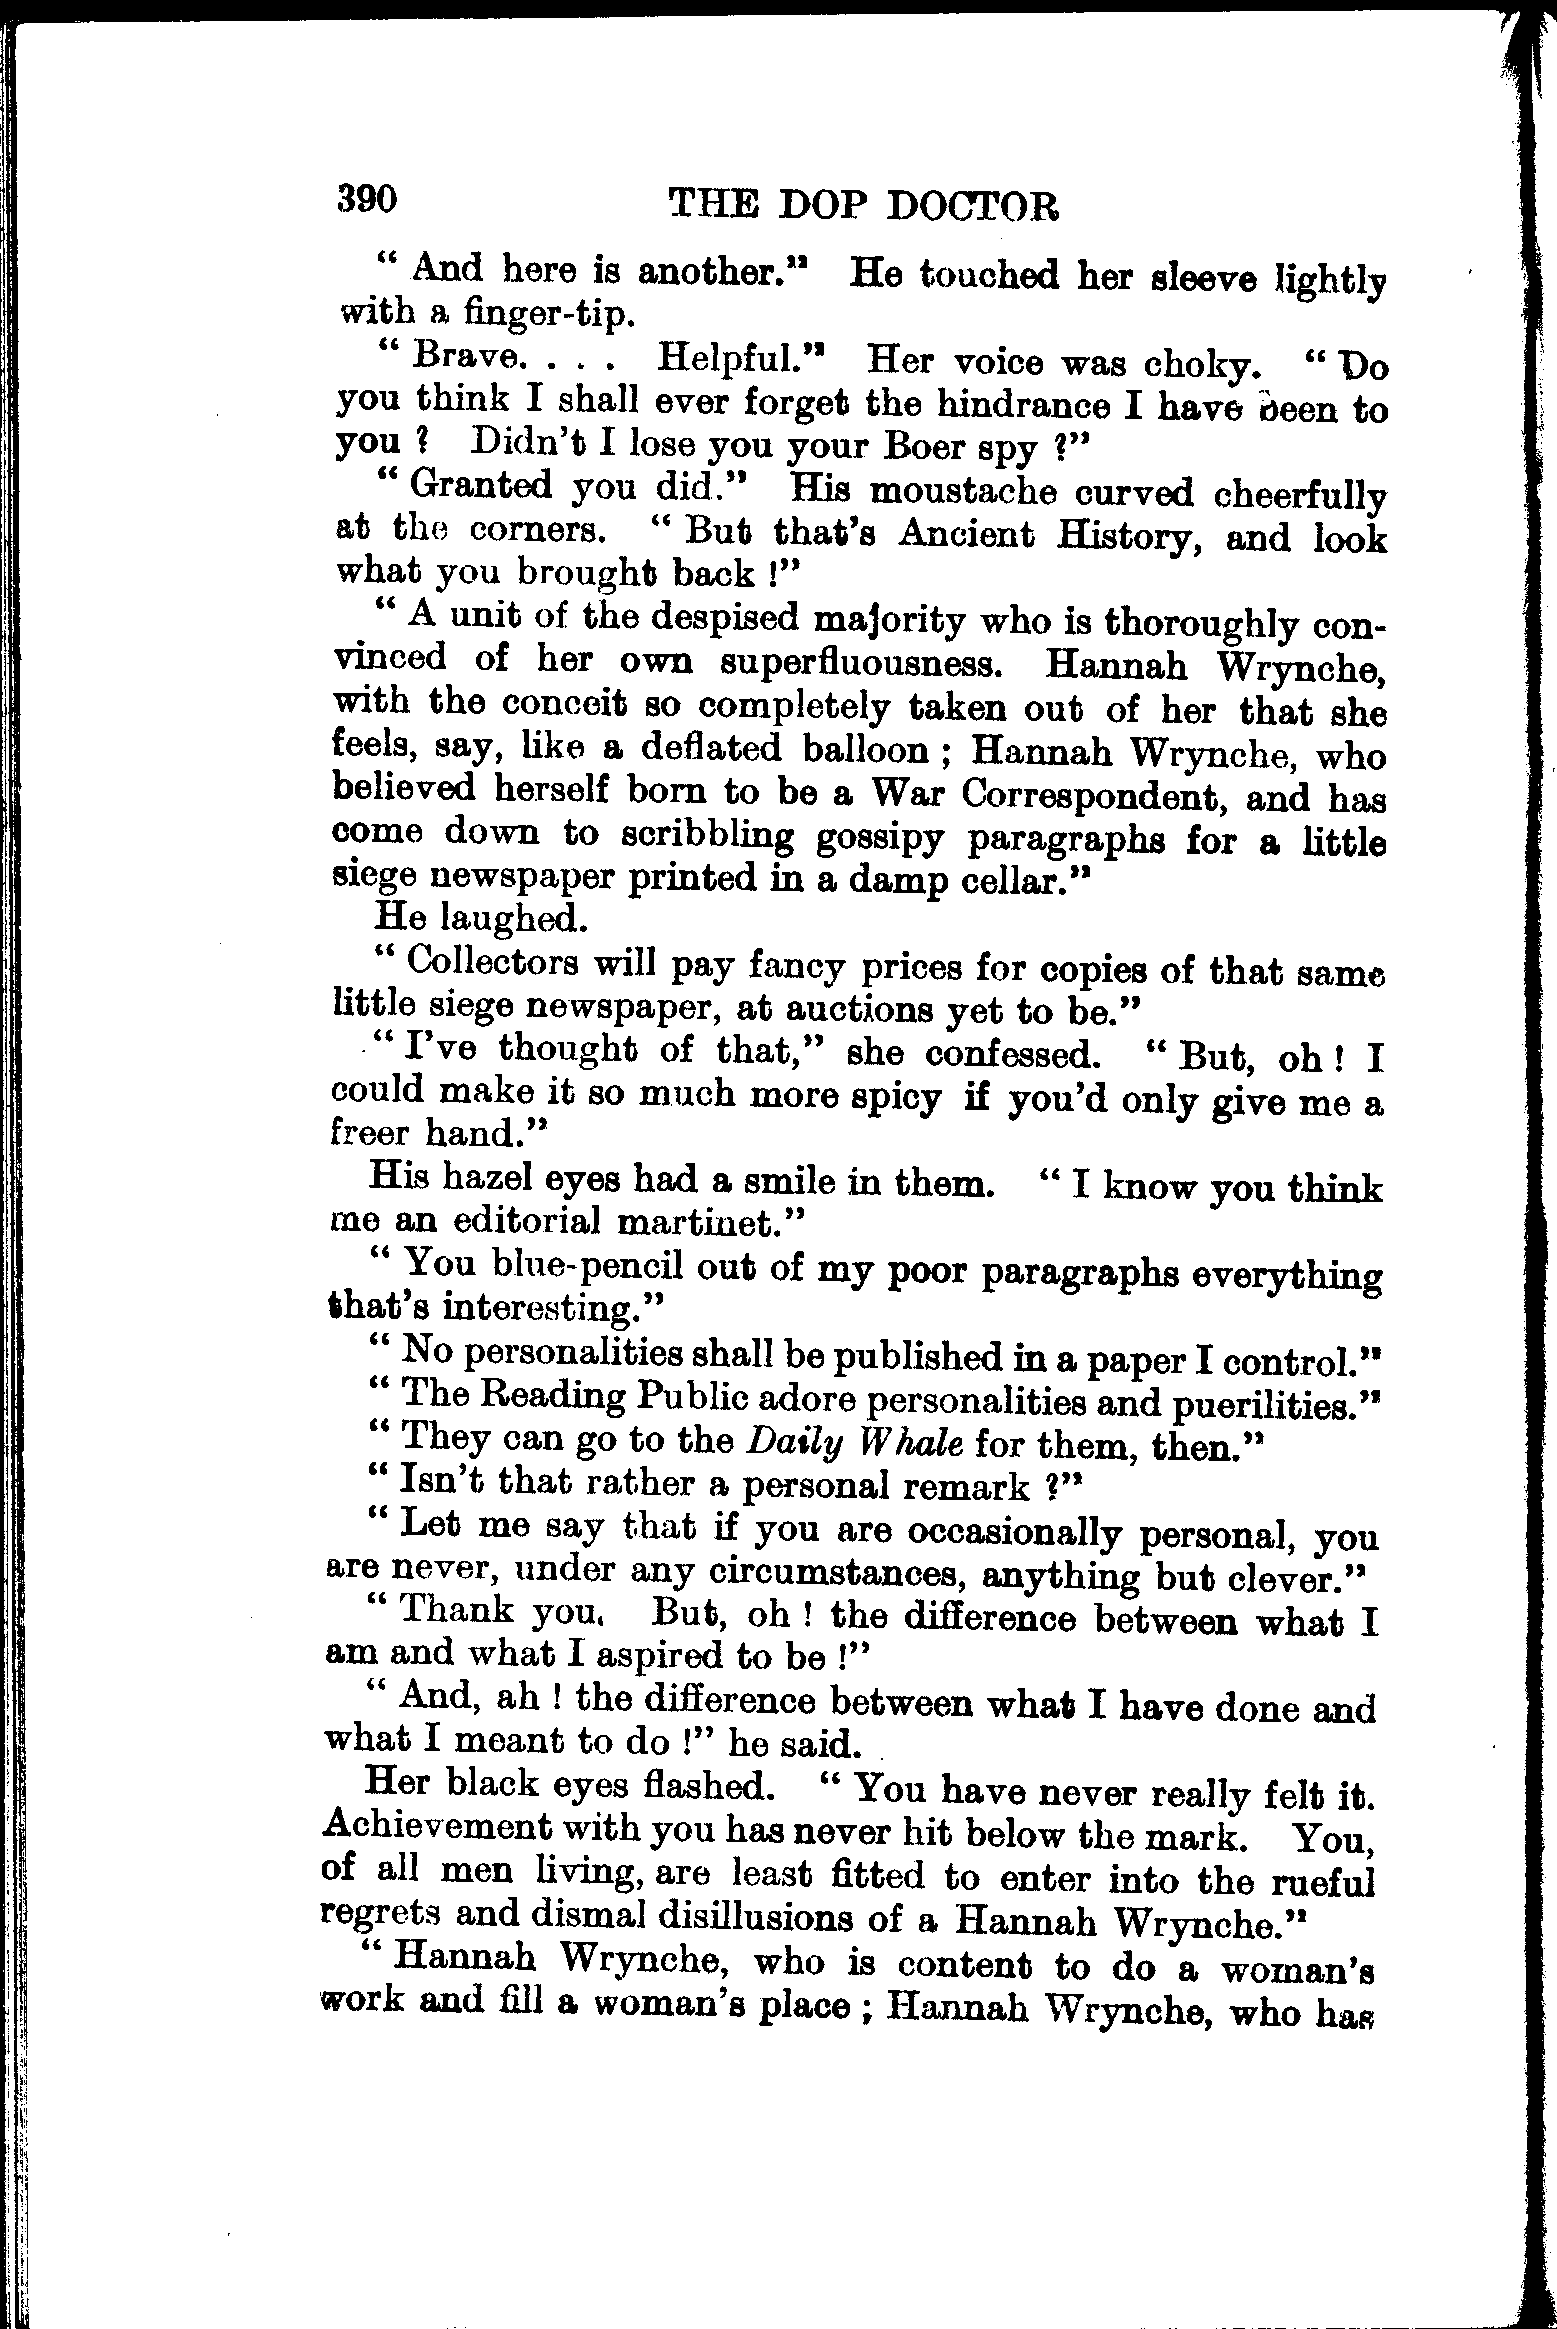 390 THE DOP DOCTOR
“ And here is another.” He touched her sleeve lightly
with a finger-tip.
“ Brave. . . . Helpful.” Her voice was choky. “ Do
you think I shall ever forget the hindrance I have been to
you ? Didn’t I lose you your Boer spy ?”
“ Granted you did.” His moustache curved cheerfully
at the corners. “ But that’s Ancient History, and look
what you brought back !”
“ A unit of the despised majority who is thoroughly con-
vinced of her own superfluousness. Hannah Wrynche,
with the conceit so completely taken out of her that she
feels, say, like a deflated balloon ; Hannah Wrynche, who
believed herself born to be a War Correspondent, and has
come down to scribbling gossipy paragraphs for a little
siege newspaper printed in a damp cellar.”
He laughed.
“ Collectors will pay fancy prices for copies of that same
little siege newspaper, at auctions yet to be.”
“ I’ve thought of that,” she confessed. “ But, oh ! I
could make it so much more spicy if you’d only give me a
freer hand.”
His hazel eyes had a smile in them. “ I know you think
me an editorial martinet.”
“ You blue-pencil out of my poor paragraphs everything
that’s interesting.”
“ No personalities shall be published in a paper I control.”
“ The Reading Public adore personalities and puerilities.”
“ They can go to the Daily Whale for them, then.”
“ Isn’t that rather a personal remark ?”
“ Let me say that if you are occasionally personal, you
are never, under any circumstances, anything but clever.”
“ Thank you. But, oh ! the difference between what I
am and what I aspired to be !”
“ And, ah ! the difference between what I have done and
what I meant to do !” he said.
Her black eyes flashed. “ You have never really felt it.
Achievement with you has never hit below the mark. You,
of all men living, are least fitted to enter into the rueful
regrets and dismal disillusions of a Hannah Wrynche.”
“ Hannah Wrynche, who is content to do a woman’s
work and fill a woman’s place ; Hannah Wrynche, who has